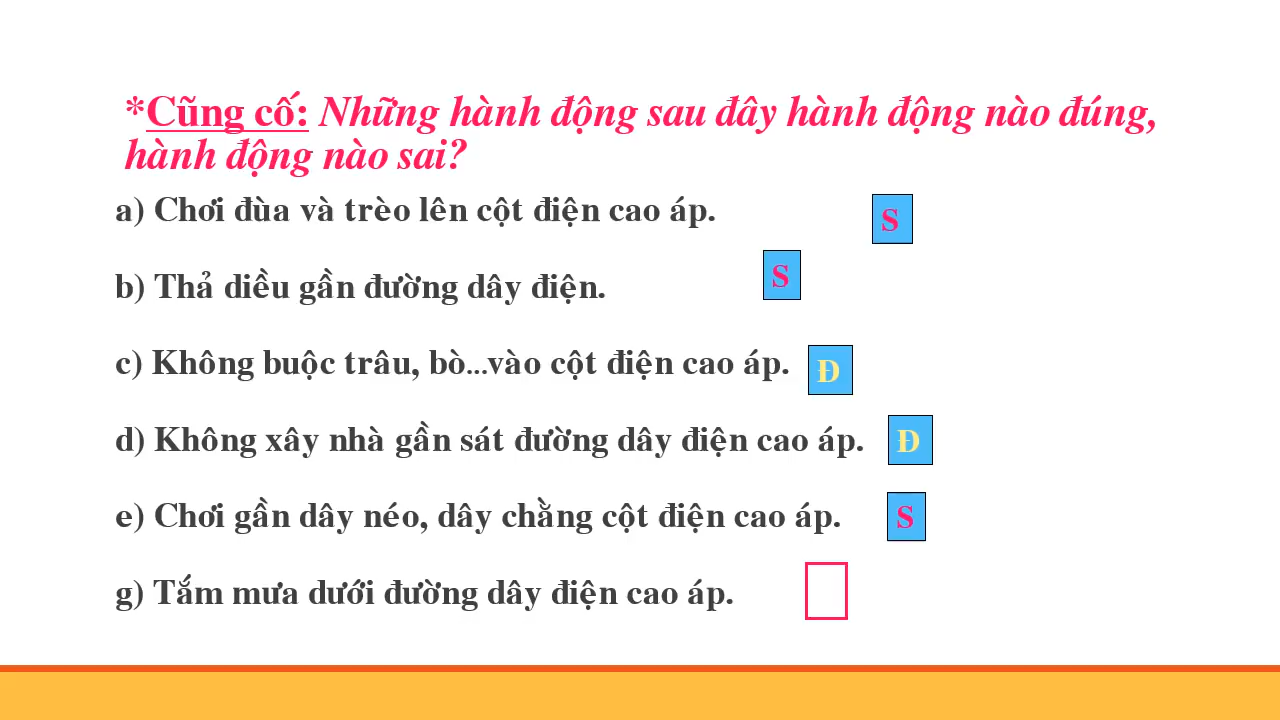 *Cũng cố: Những hành động sau đây hành động nào đúng,
hành động nào sai?
a) Chơi đùa và trèo lên cột điện cao áp. S
b) Thả diều gần đường dây điện. S
c) Không buộc trâu, bò...vào cột điện cao áp. Đ
d) Không xây nhà gần sát đường dây điện cao áp. Đ
e) Chơi gần dây néo, dây chằng cột điện cao áp. S
g) Tắm mưa dưới đường dây điện cao áp.